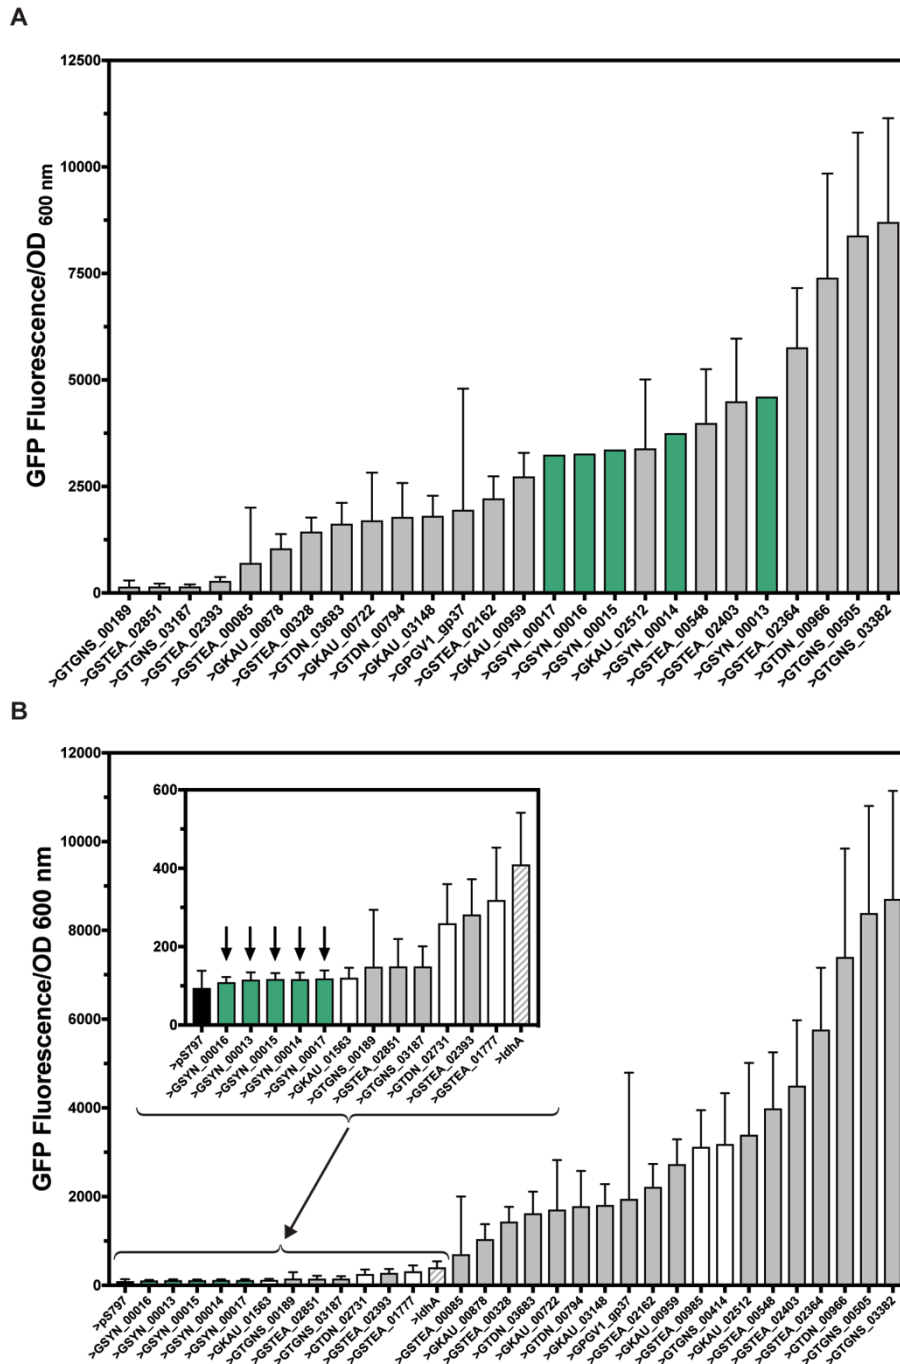 A
12500
10000
7500
5000
2500
0
GFP Fluorescence/OD 600 nm
>GTGNS_00189
>GSTEA_02851
>GTGNS_03187
>GSTEA_02393
>GSTEA_00085
>GKAU_00878
>GSTEA_00328
>GTDN_03683
>GKAU_00722
>GTDN_00794
>GKAU_03148
>GPGV1_gp37
>GSTEA_02162
>GKAU_00959
>GSYN_00017
>GSYN_00016
>GSYN_00015
>GKAU_02512
>GSYN_00014
>GSTEA_00548
>GSTEA_02403
>GSYN_00013
>GSTEA_02364
>GTDN_00966
>GTGNS_00505
>GTGNS_03382
B
12000
10000
8000
6000
4000
2000
0
GFP Fluorescence/OD 600 nm
600
400
200
0
>pS797
>GSYN_00016
>GSYN_00013
>GSYN_00015
>GSYN_00014
>GSYN_00017
>GKAU_01563
>GTGNS_00189
>GSTEA_02851
>GTGNS_03187
>GTDN_02731
>GSTEA_02393
>GSTEA_01777
>ldhA
>pS797
>GSYN_00016
>GSYN_00013
>GSYN_00015
>GSYN_00014
>GSYN_00017
>GKAU_01563
>GTGNS_00189
>GSTEA_02851
>GTGNS_03187
>GTDN_02731
>GSTEA_02393
>GSTEA_01777
>ldhA
>GSTEA_00085
>GKAU_00878
>GSTEA_00328
>GTDN_03683
>GKAU_00722
>GTDN_00794
>GKAU_03148
>GPGV1_gp37
>GSTEA_02162
>GKAU_00959
>GSTEA_00985
>GTGNS_00414
>GKAU_02512
>GSTEA_00548
>GSTEA_02403
>GSTEA_02364
>GTDN_00966
>GTGNS_00505
>GTGNS_03382